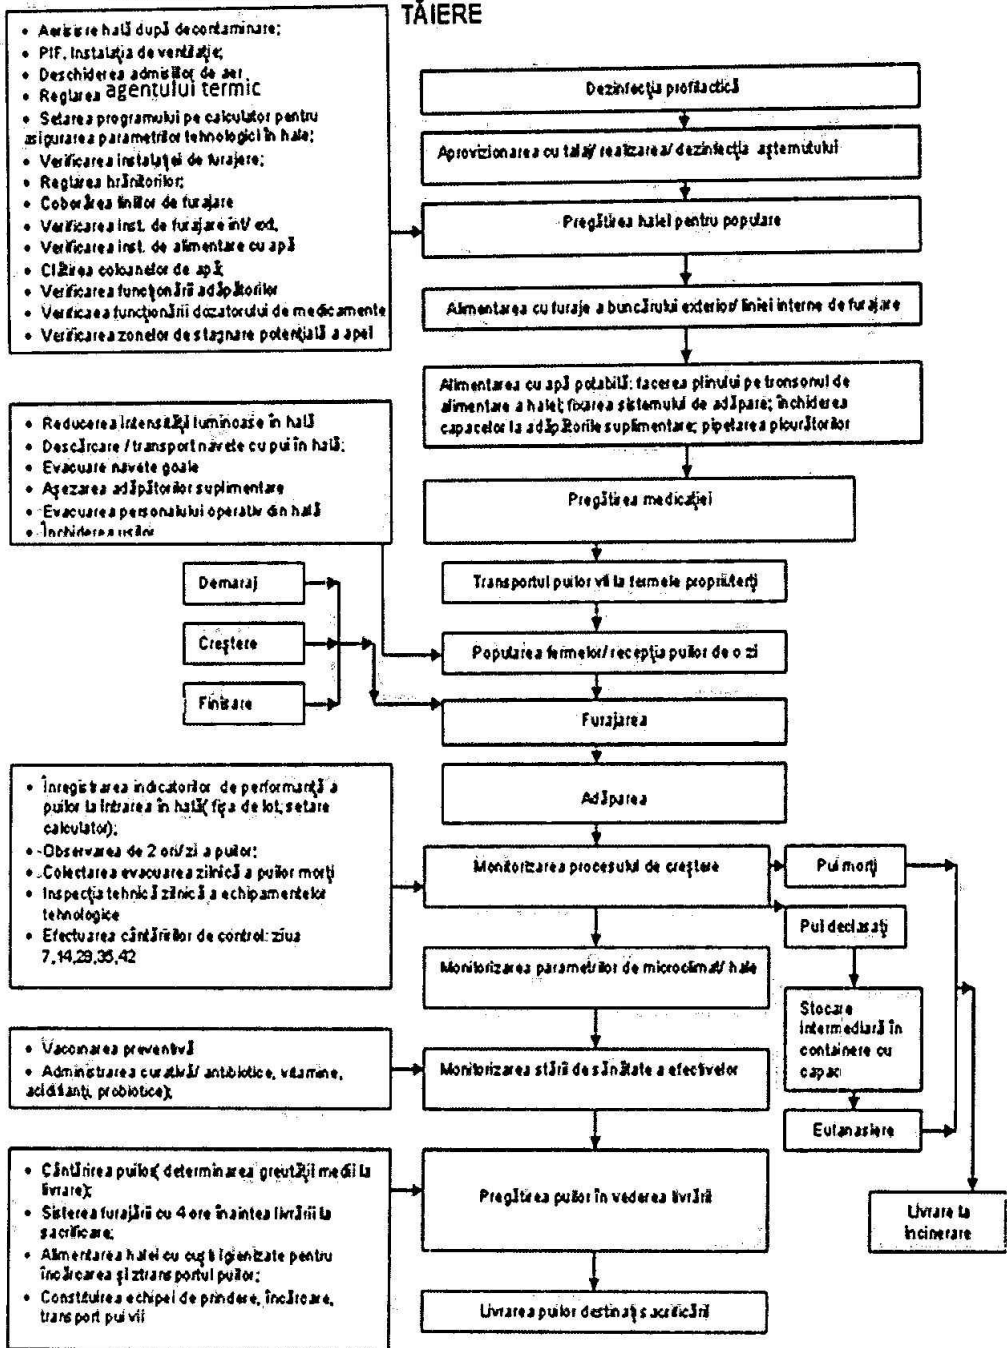 TĂIERE
• Aerisire hală după decontaminare;
• PIF. Instalația de ventilație;
• Deschiderea admisiilor de aer
• Reglarea agentului termic
• Setarea programului pe calculator pentru
asigurarea parametrilor tehnologici în hale;
• Verificarea instalației de furajere;
• Reglarea hrănitorilor;
• Coborârea liniilor de furajare
• Verificarea inst. de furajare int/ ext.
• Verificarea inst. de alimentare cu apă
• Clătirea coloanelor de apă;
• Verificarea funcționării adăpătorilor
• Verificaea funcționării dozatorului de medicamente
• Verificarea zonelor de stagnare potențială a apei
Dezinfecția profilactică
Aprovizionarea cu talaj/ realizarea/ dezinfecția așternutului
Pregătirea halei pentru populare
Alimentarea cu furaje a buncărului exterior/ liniei interne de furajare
Alimentarea cu apă potabilă; facerea plinului pe tronsonul de
alimentare a halei; fixarea sistemului de adăpare; închiderea
capacelor la adăpătorile suplimentare; pipetarea picurătorilor
• Reducerea intensității luminoase în hală
• Descărcare / transport navete cu pui în hală;
• Evacuare navete goale
• Așezarea adăpătorilor suplimentare
• Evacuarea personalului operativ din hală
• Închiderea ușilor
Pregătirea medicației
Transportul puilor vii la fermele proprii/terți
Demaraj
Creștere
Finisare
Popularea fermelor/ recepția puilor de o zi
Furajarea
Adăparea
• Înregistrarea indicatorilor de performanță a
puilor la intrarea în hală( fișa de lot, setare
calculator);
• Observarea de 2 ori/zi a puilor;
• Colectarea evacuarea zilnică a puilor morți
• Inspecția tehnică zilnică a echipamentelor
tehnologice
• Efectuarea cântăririlor de control: ziua
7,14,28,35,42
Monitorizarea procesului de creștere
Pui morți
Pui declasați
Monitorizarea parametrilor de microclimat/ hale
Stocare
intermediară în
containere cu
capac
• Vaccinarea preventivă
• Administrarea curativă/ antibiotice, vitamine,
acidifianți, probiotice);
Monitorizarea stării de sănătate a efectivelor
Eutanasiere
• Cântărirea puilor( determinarea greutății medii la
livrare);
• Sisterea furajării cu 4 ore înaintea livrării la
sacrificare;
• Alimentarea halei cu cuști igienizate pentru
încărcarea și ztransportul puilor;
• Constituirea echipei de prindere, încărcare,
transport pui vii
Pregătirea puilor în vederea livrării
Livrare la
incinerare
Livrarea puilor destinați sacrificării